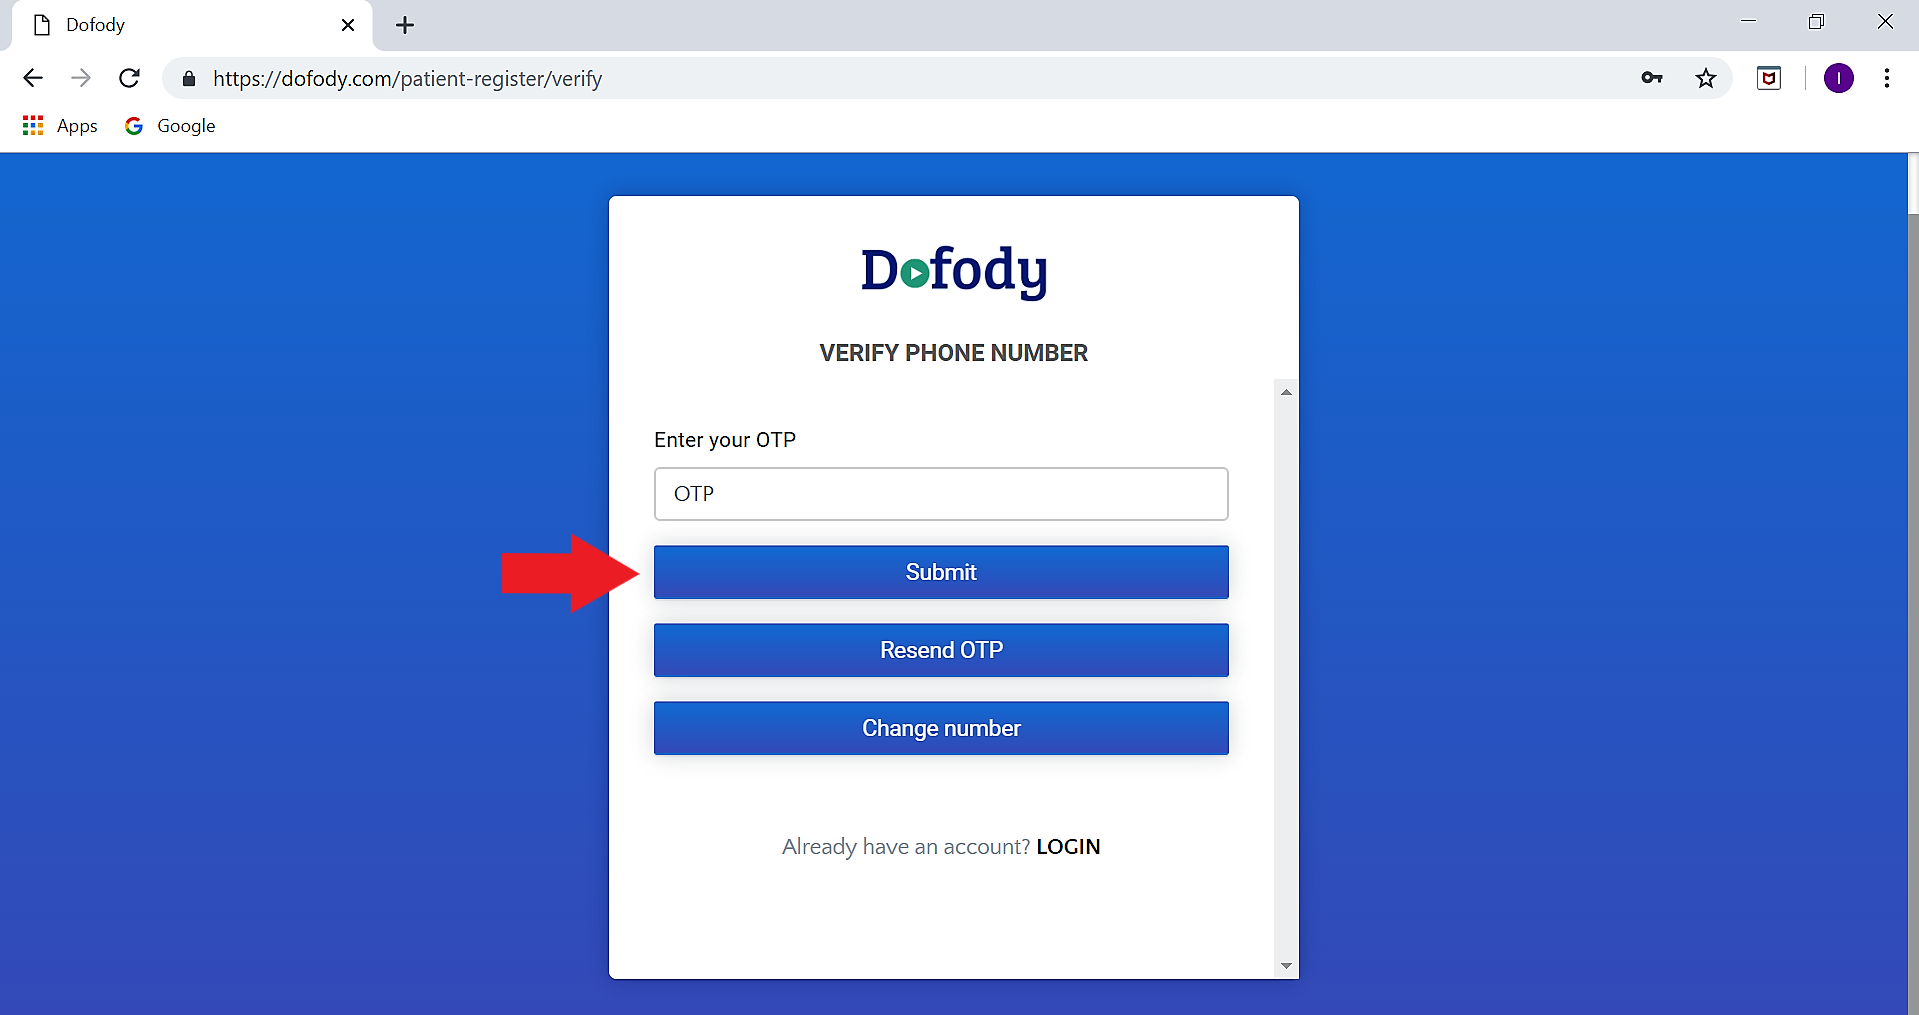 Dofody
https://dofody.com/patient-register/verify
I
Apps
Google
Dofody
VERIFY PHONE NUMBER
Enter your OTP
OTP
Submit
Resend OTP
Change number
Already have an account? LOGIN